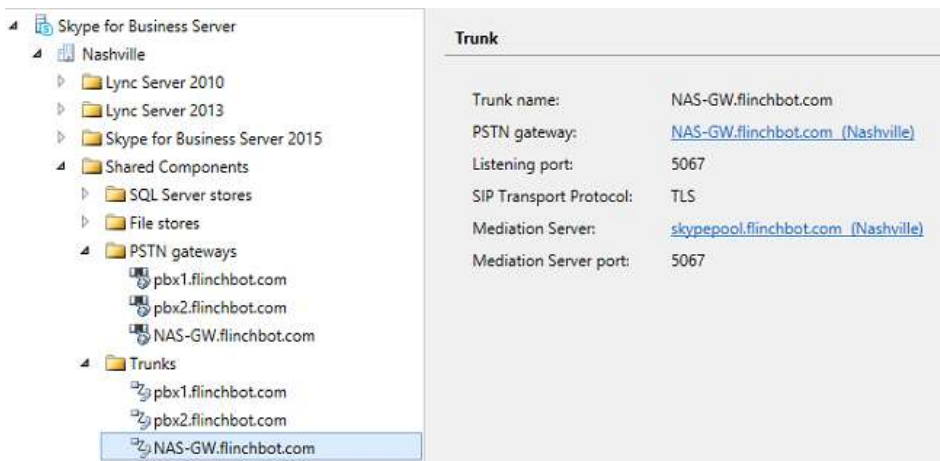 Skype for Business Server
Nashville
Lync Server 2010
Lync Server 2013
Skype for Business Server 2015
Shared Components
SQL Server stores
File stores
PSTN gateways
pbx1.flinchbot.com
pbx2.flinchbot.com
NAS-GW.flinchbot.com
Trunks
pbx1.flinchbot.com
pbx2.flinchbot.com
NAS-GW.flinchbot.com
Trunk
Trunk name: NAS-GW.flinchbot.com
PSTN gateway: NAS-GW.flinchbot.com (Nashville)
Listening port: 5067
SIP Transport Protocol: TLS
Mediation Server: skypepool.flinchbot.com (Nashville)
Mediation Server port: 5067